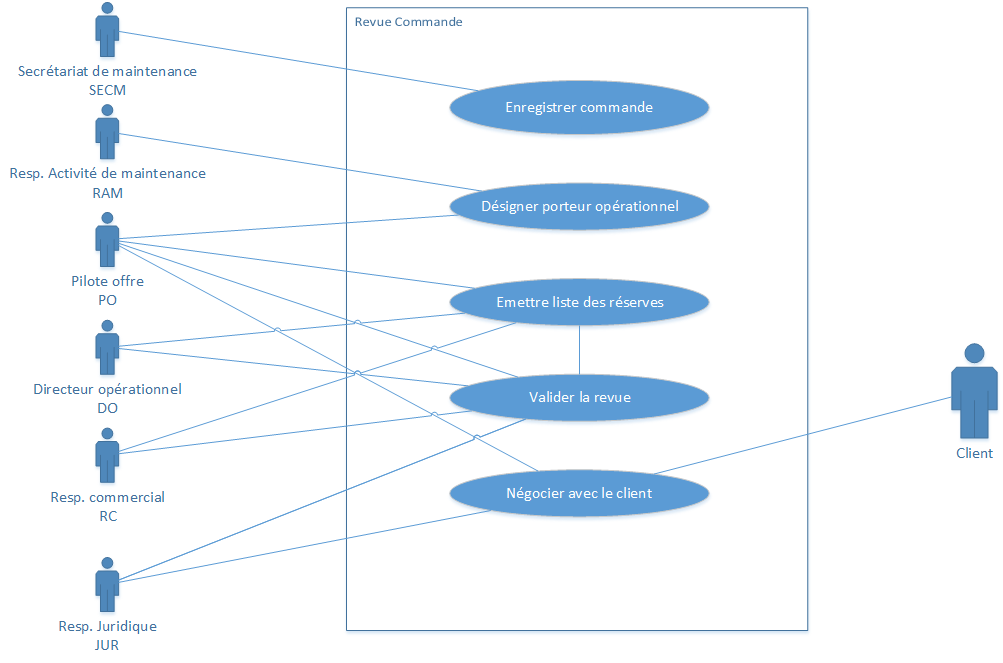 Revue Commande
Secrétariat de maintenance
SECM
Enregistrer commande
Resp. Activité de maintenance
RAM
Désigner porteur opérationnel
Pilote offre
PO
Emettre liste des réserves
Directeur opérationnel
DO
Valider la revue
Client
Resp. commercial
RC
Négocier avec le client
Resp. Juridique
JUR